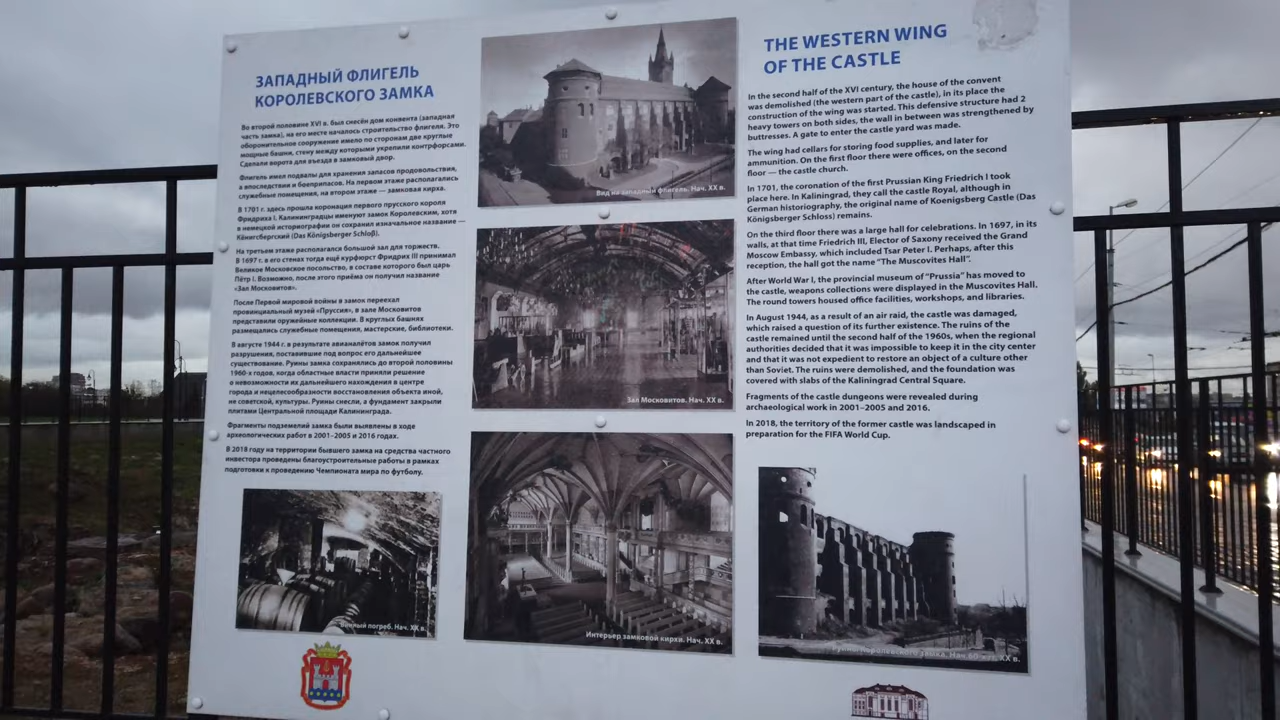 ЗАПАДНЫЙ ФЛИГЕЛЬ
КОРОЛЕВСКОГО ЗАМКА
Во второй половине XVI в. был снесён дом конвента (западная
часть замка), на его месте началось строительство флигеля. Это
оборонительное сооружение имело по сторонам две круглые
мощные башни, стену между которыми укрепили контрфорсами.
Сделали ворота для въезда в замковый двор.
Флигель имел подвалы для хранения запасов продовольствия,
а впоследствии и боеприпасов. На первом этаже располагались
служебные помещения, на втором этаже — замковая кирха.
В 1701 г. здесь прошла коронация первого прусского короля
Фридриха I. Калининградцы именуют замок Королевским, хотя
в немецкой историографии он сохранил изначальное название —
Кёнигсбергский (Das Königsberger Schloß).
На третьем этаже располагался большой зал для торжеств.
В 1697 г. в его стенах тогда ещё курфюрст Фридрих III принимал
Великое Московское посольство, в составе которого был царь
Пётр I. Возможно, после этого приёма он получил название
«Зал Московитов».
После Первой мировой войны в замок переехал
провинциальный музей «Пруссия», в зале Московитов
представили оружейные коллекции. В круглых башнях
размещались служебные помещения, мастерские, библиотеки.
В августе 1944 г. в результате авианалётов замок получил
разрушения, поставившие под вопрос его дальнейшее
существование. Руины замка сохранялись до второй половины
1960-х годов, когда областные власти приняли решение
о невозможности их дальнейшего нахождения в центре
города и нецелесообразности восстановления объекта иной,
не советской, культуры. Руины снесли, а фундамент закрыли
плитами Центральной площади Калининграда.
Фрагменты подземелий замка были выявлены в ходе
археологических работ в 2001–2005 и 2016 годах.
В 2018 году на территории бывшего замка на средства частного
инвестора проведены благоустроительные работы в рамках
подготовки к проведению Чемпионата мира по футболу.
Винный погреб. Нач. XX в.
Вид на западный флигель. Нач. XX в.
Зал Московитов. Нач. XX в.
Интерьер замковой кирхи. Нач. XX в.
THE WESTERN WING
OF THE CASTLE
In the second half of the XVI century, the house of the convent
was demolished (the western part of the castle), in its place the
construction of the wing was started. This defensive structure had 2
heavy towers on both sides, the wall in between was strengthened by
buttresses. A gate to enter the castle yard was made.
The wing had cellars for storing food supplies, and later for
ammunition. On the first floor there were offices, on the second
floor — the castle church.
In 1701, the coronation of the first Prussian King Friedrich I took
place here. In Kaliningrad, they call the castle Royal, although in
German historiography, the original name of Koenigsberg Castle (Das
Königsberger Schloss) remains.
On the third floor there was a large hall for celebrations. In 1697, in its
walls, at that time Friedrich III, Elector of Saxony received the Grand
Moscow Embassy, which included Tsar Peter I. Perhaps, after this
reception, the hall got the name "The Muscovites Hall".
After World War I, the provincial museum of "Prussia" has moved to
the castle, weapons collections were displayed in the Muscovites Hall.
The round towers housed office facilities, workshops, and libraries.
In August 1944, as a result of an air raid, the castle was damaged,
which raised a question of its further existence. The ruins of the
castle remained until the second half of the 1960s, when the regional
authorities decided that it was impossible to keep it in the city center
and that it was not expedient to restore an object of a culture other
than Soviet. The ruins were demolished, and the foundation was
covered with slabs of the Kaliningrad Central Square.
Fragments of the castle dungeons were revealed during
archaeological work in 2001–2005 and 2016.
In 2018, the territory of the former castle was landscaped in
preparation for the FIFA World Cup.
Руины Королевского замка. Нач. 60-х гг. XX в.